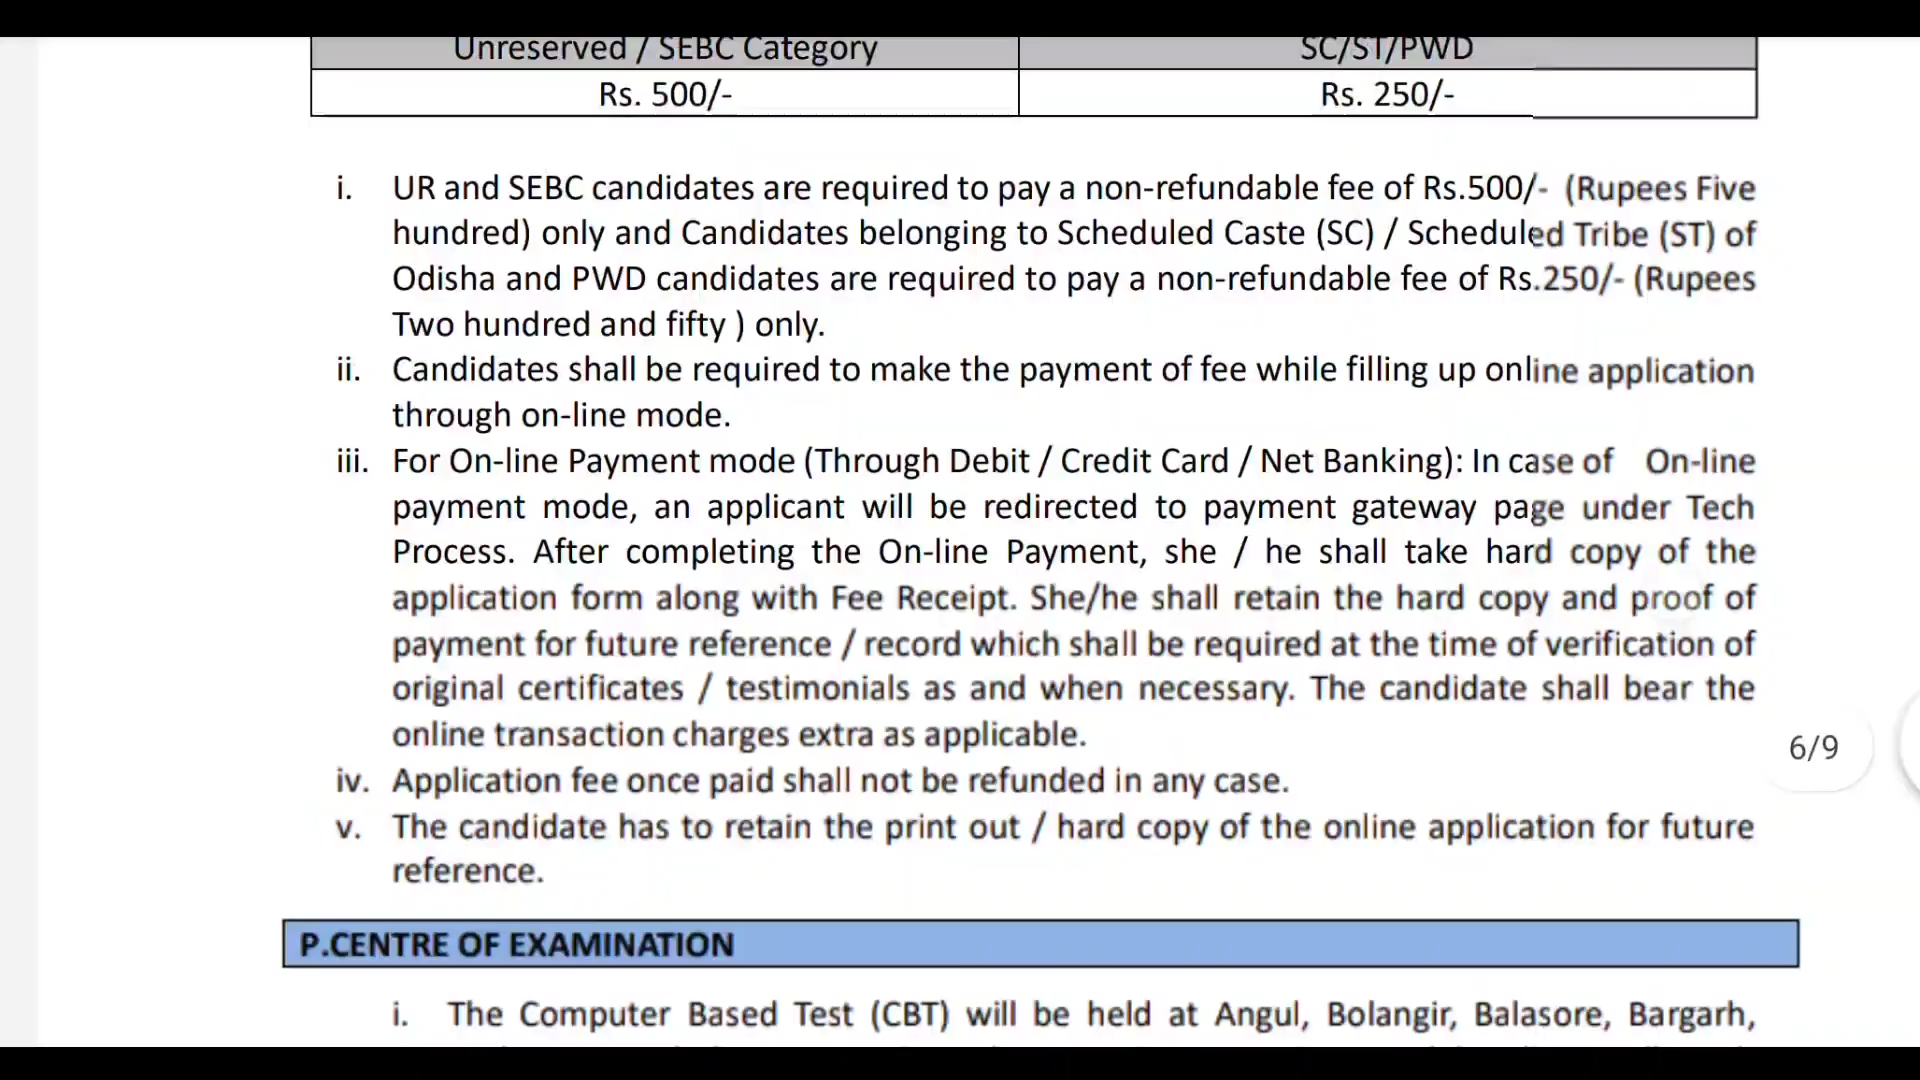 Unreserved / SEBC Category SC/ST/PWD
Rs. 500/- Rs. 250/-
i. UR and SEBC candidates are required to pay a non-refundable fee of Rs.500/- (Rupees Five
hundred) only and Candidates belonging to Scheduled Caste (SC) / Scheduled Tribe (ST) of
Odisha and PWD candidates are required to pay a non-refundable fee of Rs.250/- (Rupees
Two hundred and fifty ) only.
ii. Candidates shall be required to make the payment of fee while filling up online application
through on-line mode.
iii. For On-line Payment mode (Through Debit / Credit Card / Net Banking): In case of On-line
payment mode, an applicant will be redirected to payment gateway page under Tech
Process. After completing the On-line Payment, she / he shall take hard copy of the
application form along with Fee Receipt. She/he shall retain the hard copy and proof of
payment for future reference / record which shall be required at the time of verification of
original certificates / testimonials as and when necessary. The candidate shall bear the
online transaction charges extra as applicable.
6/9
iv. Application fee once paid shall not be refunded in any case.
v. The candidate has to retain the print out / hard copy of the online application for future
reference.
P.CENTRE OF EXAMINATION
i. The Computer Based Test (CBT) will be held at Angul, Bolangir, Balasore, Bargarh,